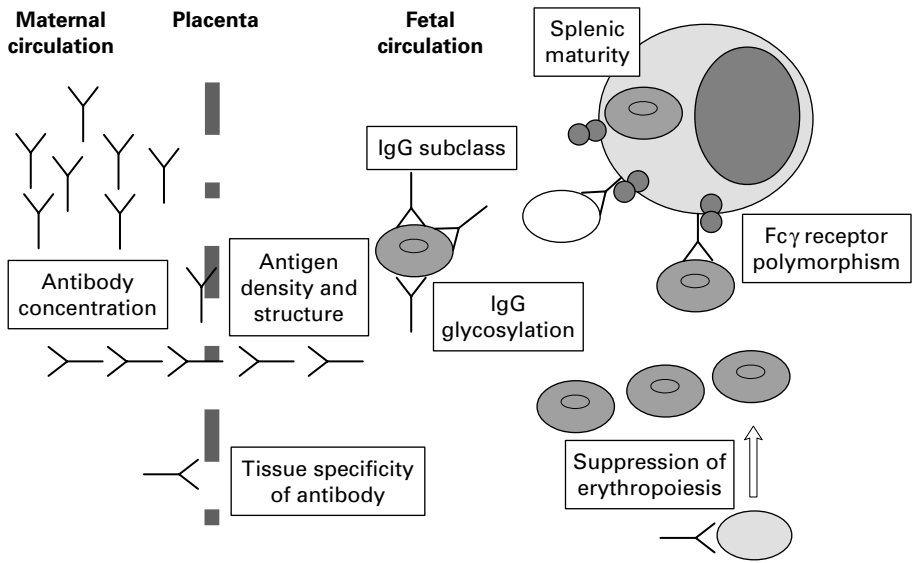 Maternal
circulation
Placenta
Fetal
circulation
Splenic
maturity
IgG subclass
Fcγ receptor
polymorphism
Antibody
concentration
Antigen
density and
structure
IgG
glycosylation
Tissue specificity
of antibody
Suppression of
erythropoiesis